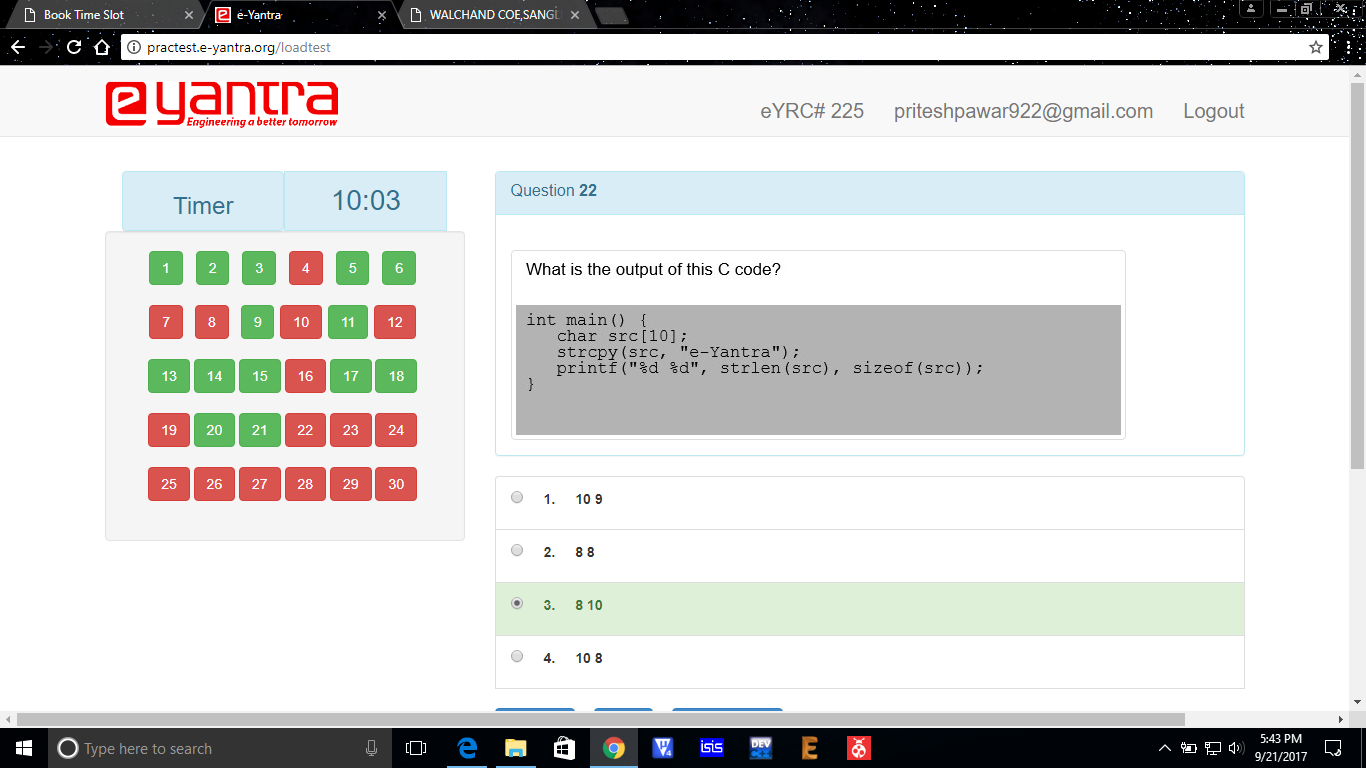 Book Time Slot
e-Yantra
WALCHAND COE,SANGL
practest.e-yantra.org/loadtest
e yantra
Engineering a better tomorrow
eYRC# 225 priteshpawar922@gmail.com Logout
Timer 10:03
1 2 3 4 5 6
7 8 9 10 11 12
13 14 15 16 17 18
19 20 21 22 23 24
25 26 27 28 29 30
Question 22
What is the output of this C code?
int main() {
char src[10];
strcpy(src, "e-Yantra");
printf("%d %d", strlen(src), sizeof(src));
}
1. 10 9
2. 8 8
3. 8 10
4. 10 8
Type here to search
isis
DEV
5:43 PM
9/21/2017